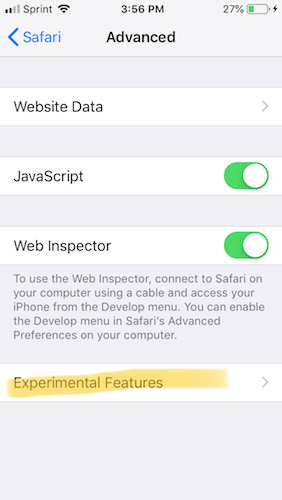 Sprint 3:56 PM 27%
Safari Advanced
Website Data
JavaScript
Web Inspector
To use the Web Inspector, connect to Safari on
your computer using a cable and access your
iPhone from the Develop menu. You can enable
the Develop menu in Safari's Advanced
Preferences on your computer.
Experimental Features